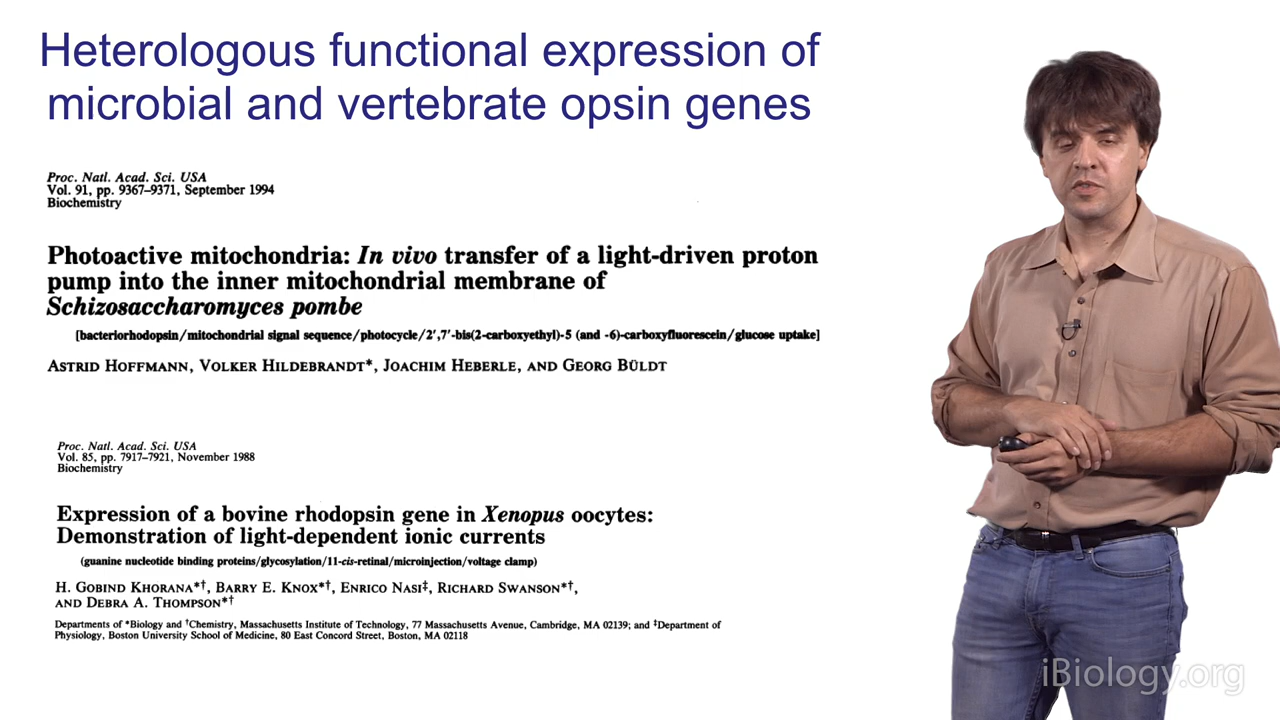 Heterologous functional expression of
microbial and vertebrate opsin genes
Proc. Natl. Acad. Sci. USA
Vol. 91, pp. 9367–9371, September 1994
Biochemistry
Photoactive mitochondria: In vivo transfer of a light-driven proton
pump into the inner mitochondrial membrane of
Schizosaccharomyces pombe
[bacteriorhodopsin/mitochondrial signal sequence/photocycle/2',7'-bis(2-carboxyethyl)-5 (and -6)-carboxyfluorescein/glucose uptake]
ASTRID HOFFMANN, VOLKER HILDEBRANDT*, JOACHIM HEBERLE, AND GEORG BÜLDT
Proc. Natl. Acad. Sci. USA
Vol. 85, pp. 7917–7921, November 1988
Biochemistry
Expression of a bovine rhodopsin gene in Xenopus oocytes:
Demonstration of light-dependent ionic currents
(guanine nucleotide binding proteins/glycosylation/11-cis-retinal/microinjection/voltage clamp)
H. GOBIND KHORANA*†, BARRY E. KNOX*†, ENRICO NASI‡, RICHARD SWANSON*†,
AND DEBRA A. THOMPSON*†
Departments of *Biology and †Chemistry, Massachusetts Institute of Technology, 77 Massachusetts Avenue, Cambridge, MA 02139; and ‡Department of
Physiology, Boston University School of Medicine, 80 East Concord Street, Boston, MA 02118
iBiology.org